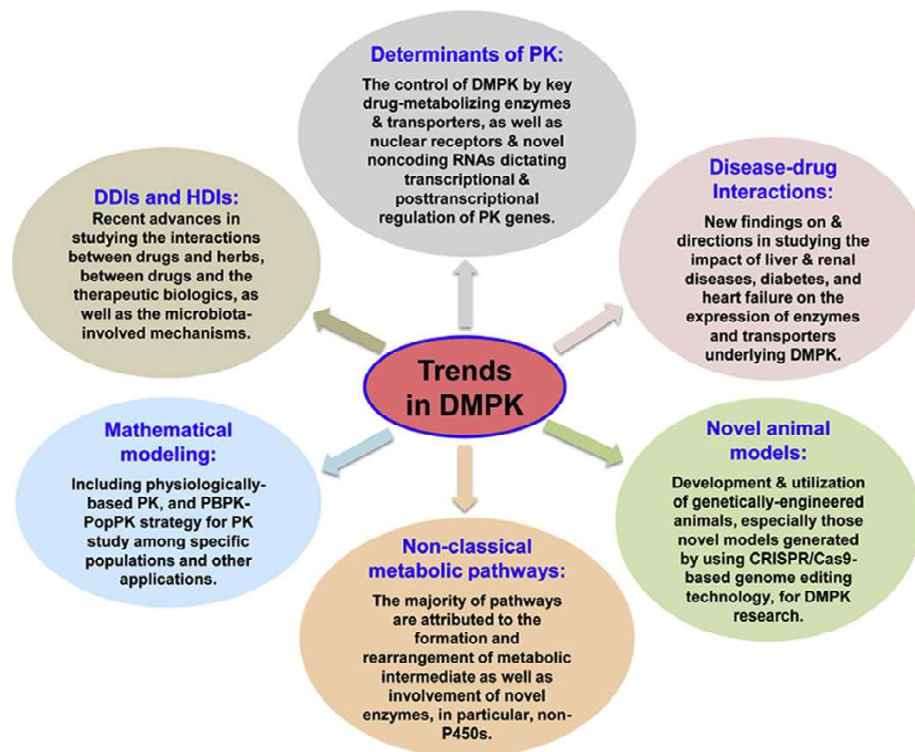 Determinants of PK:
The control of DMPK by key
drug-metabolizing enzymes
& transporters, as well as
nuclear receptors & novel
noncoding RNAs dictating
transcriptional &
posttranscriptional
regulation of PK genes.
DDIs and HDIs:
Recent advances in
studying the interactions
between drugs and herbs,
between drugs and the
therapeutic biologics, as
well as the microbiota-
involved mechanisms.
Disease-drug
Interactions:
New findings on &
directions in studying the
impact of liver & renal
diseases, diabetes, and
heart failure on the
expression of enzymes
and transporters
underlying DMPK.
Trends
in DMPK
Mathematical
modeling:
Including physiologically-
based PK, and PBPK-
PopPK strategy for PK
study among specific
populations and other
applications.
Novel animal
models:
Development & utilization
of genetically-engineered
animals, especially those
novel models generated
by using CRISPR/Cas9-
based genome editing
technology, for DMPK
research.
Non-classical
metabolic pathways:
The majority of pathways
are attributed to the
formation and
rearrangement of metabolic
intermediate as well as
involvement of novel
enzymes, in particular, non-
P450s.